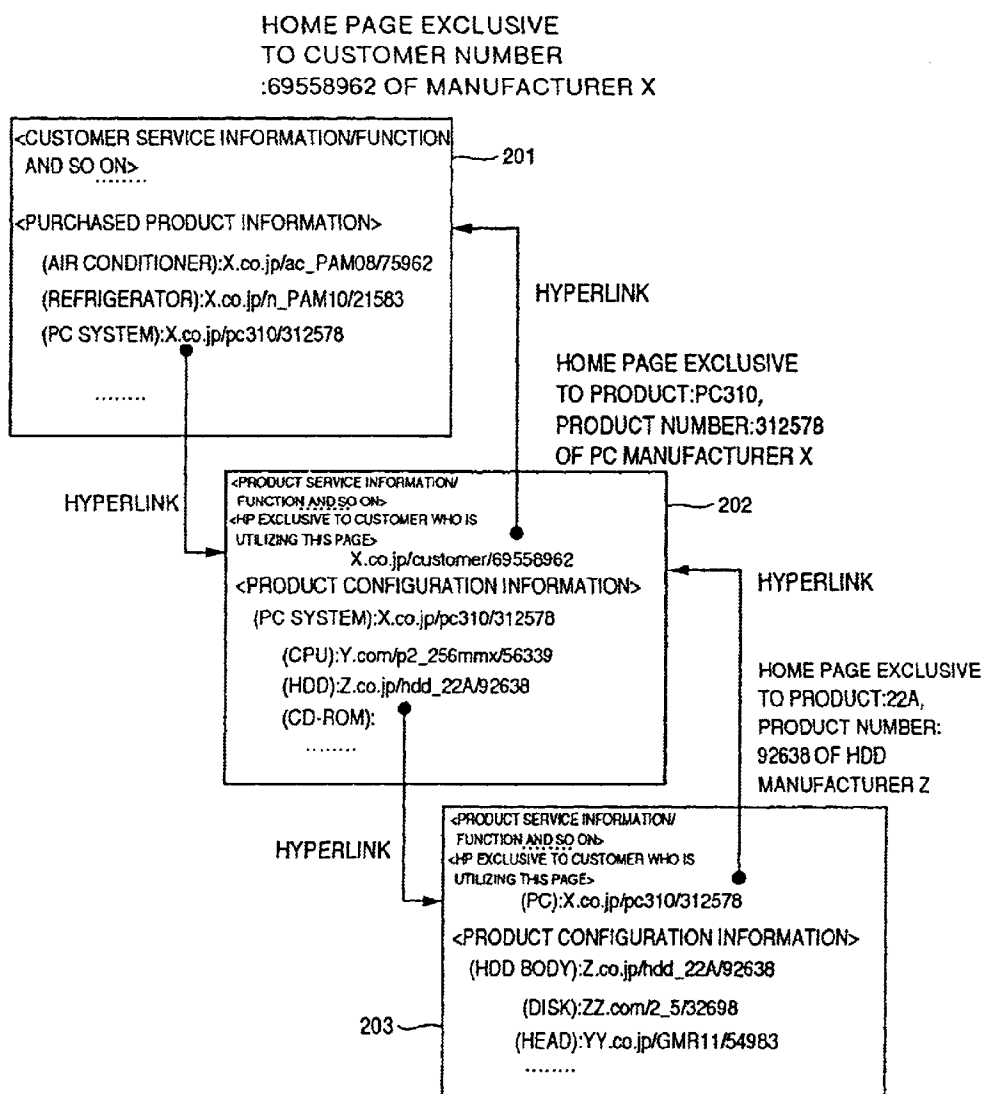 HOME PAGE EXCLUSIVE
TO CUSTOMER NUMBER
:69558962 OF MANUFACTURER X
<CUSTOMER SERVICE INFORMATION/FUNCTION
AND SO ON>
........
201
<PURCHASED PRODUCT INFORMATION>
(AIR CONDITIONER):X.co.jp/ac_PAM08/75962
(REFRIGERATOR):X.co.jp/n_PAM10/21583
(PC SYSTEM):X.co.jp/pc310/312578
........
HYPERLINK
HOME PAGE EXCLUSIVE
TO PRODUCT:PC310,
PRODUCT NUMBER:312578
OF PC MANUFACTURER X
HYPERLINK
<PRODUCT SERVICE INFORMATION/
FUNCTION AND SO ON>
<HP EXCLUSIVE TO CUSTOMER WHO IS
UTILIZING THIS PAGE>
X.co.jp/customer/69558962
202
<PRODUCT CONFIGURATION INFORMATION>
(PC SYSTEM):X.co.jp/pc310/312578
(CPU):Y.com/p2_256mmx/56339
(HDD):Z.co.jp/hdd_22A/92638
(CD-ROM):
........
HYPERLINK
HOME PAGE EXCLUSIVE
TO PRODUCT:22A,
PRODUCT NUMBER:
92638 OF HDD
MANUFACTURER Z
HYPERLINK
<PRODUCT SERVICE INFORMATION/
FUNCTION AND SO ON>
<HP EXCLUSIVE TO CUSTOMER WHO IS
UTILIZING THIS PAGE>
(PC):X.co.jp/pc310/312578
<PRODUCT CONFIGURATION INFORMATION>
(HDD BODY):Z.co.jp/hdd_22A/92638
(DISK):ZZ.com/2_5/32698
(HEAD):YY.co.jp/GMR11/54983
........
203